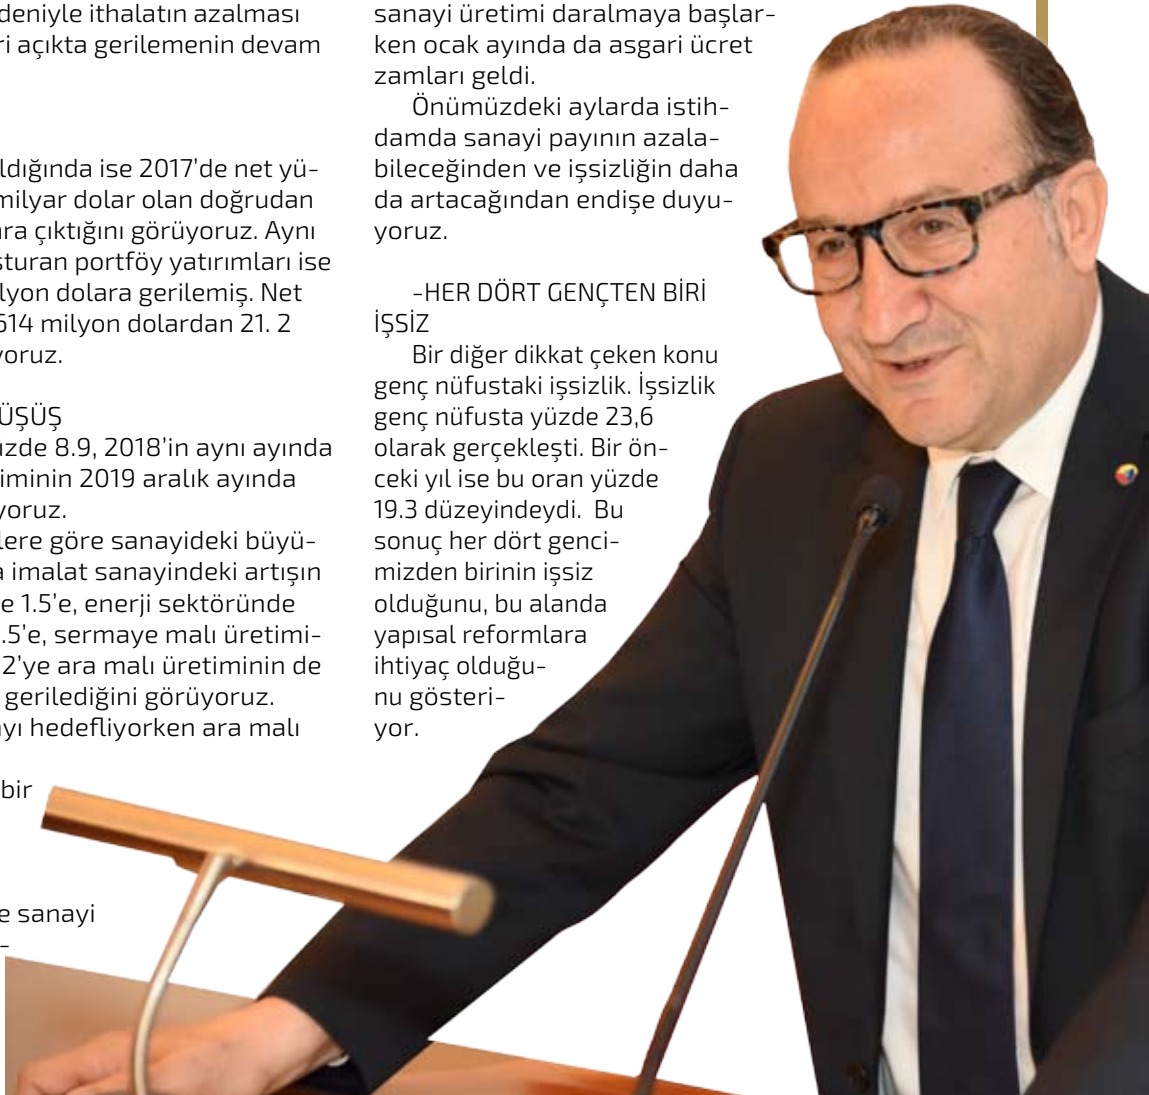 deniyle ithalatın azalması
ri açıkta gerilemenin devam
ldığında ise 2017’de net yü-
milyar dolar olan doğrudan
ra çıktığını görüyoruz. Aynı
şturan portföy yatırımları ise
lyon dolara gerilemiş. Net
614 milyon dolardan 21. 2
yoruz.
ÜŞÜŞ
üzde 8.9, 2018’in aynı ayında
iminin 2019 aralık ayında
yoruz.
lere göre sanayideki büyü-
a imalat sanayindeki artışın
e 1.5’e, enerji sektöründe
.5’e, sermaye malı üretimi-
2’ye ara malı üretiminin de
gerilediğini görüyoruz.
ayı hedefliyorken ara malı
bir
e sanayi
-
sanayi üretimi daralmaya başlar-
ken ocak ayında da asgari ücret
zamları geldi.
Önümüzdeki aylarda istih-
damda sanayi payının azala-
bileceğinden ve işsizliğin daha
da artacağından endişe duyu-
yoruz.
-HER DÖRT GENÇTEN BİRİ
İŞSİZ
Bir diğer dikkat çeken konu
genç nüfustaki işsizlik. İşsizlik
genç nüfusta yüzde 23,6
olarak gerçekleşti. Bir ön-
ceki yıl ise bu oran yüzde
19.3 düzeyindeydi. Bu
sonuç her dört genci-
mizden birinin işsiz
olduğunu, bu alanda
yapısal reformlara
ihtiyaç olduğu-
nu gösteri-
yor.